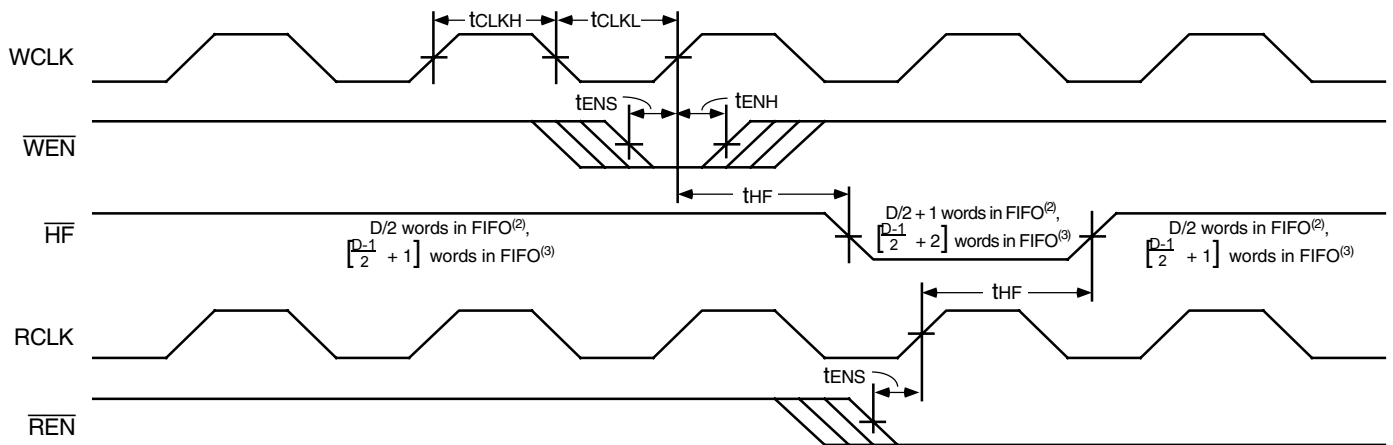 tCLKH tCLKL
WCLK
tENS tENH
WEN
tHF
HF
D/2 words in FIFO(2),
[D-1/2 + 1] words in FIFO(3)
D/2 + 1 words in FIFO(2),
[D-1/2 + 2] words in FIFO(3)
D/2 words in FIFO(2),
[D-1/2 + 1] words in FIFO(3)
tHF
RCLK
tENS
REN